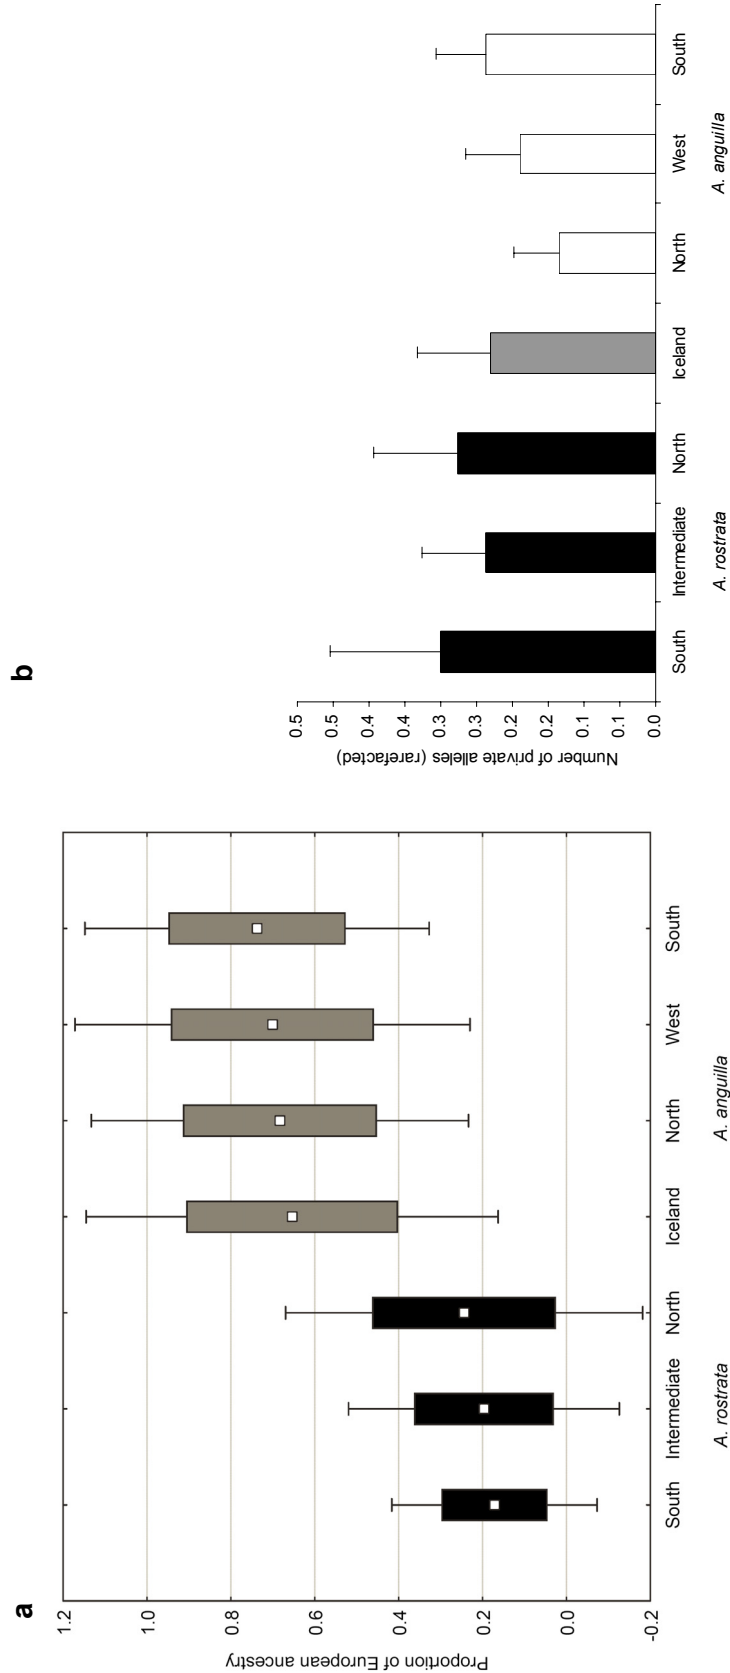 a
Proportion of European ancestry
1.2
1.0
0.8
0.6
0.4
0.2
0.0
-0.2
South Intermediate North Iceland North West South
A. rostrata A. anguilla
b
Number of private alleles (rarefacted)
0.5
0.5
0.4
0.4
0.3
0.3
0.2
0.2
0.1
0.1
0.0
South Intermediate North Iceland North West South
A. rostrata A. anguilla